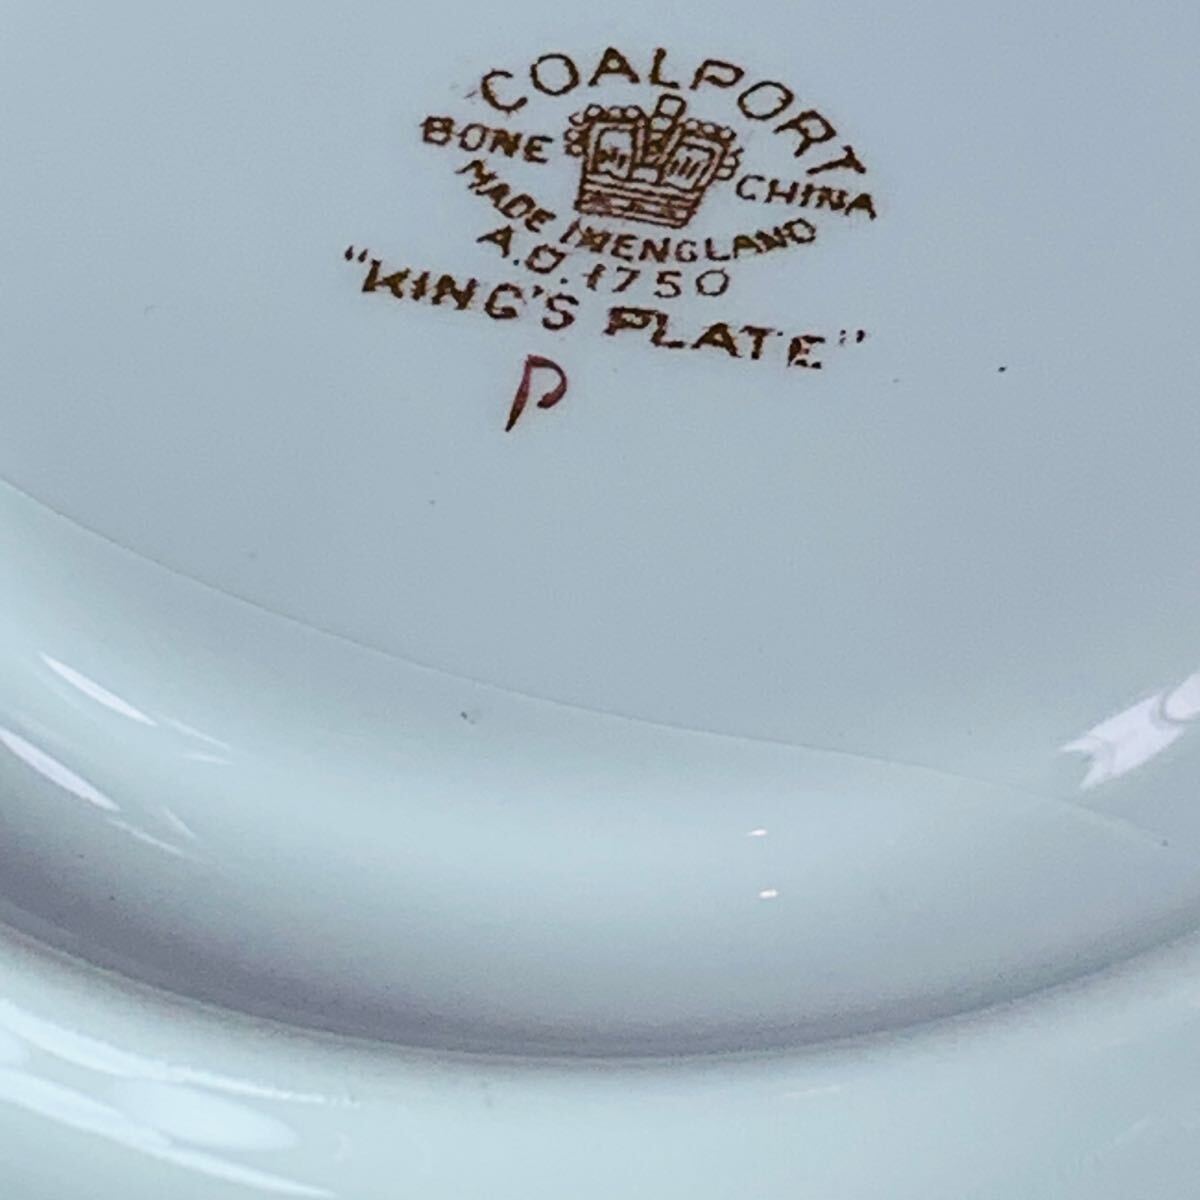 COALPORT
BONE CHINA
MADE IN ENGLAND
A.D. 1750
"KING'S PLATE"
P